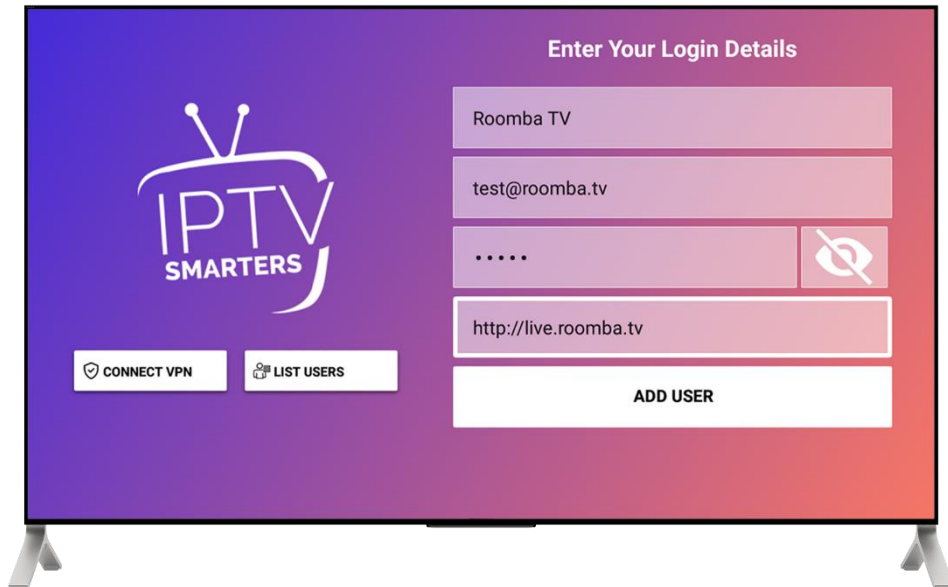 IPTV
SMARTERS
CONNECT VPN
LIST USERS
Enter Your Login Details
Roomba TV
test@roomba.tv
•••••
http://live.roomba.tv
ADD USER